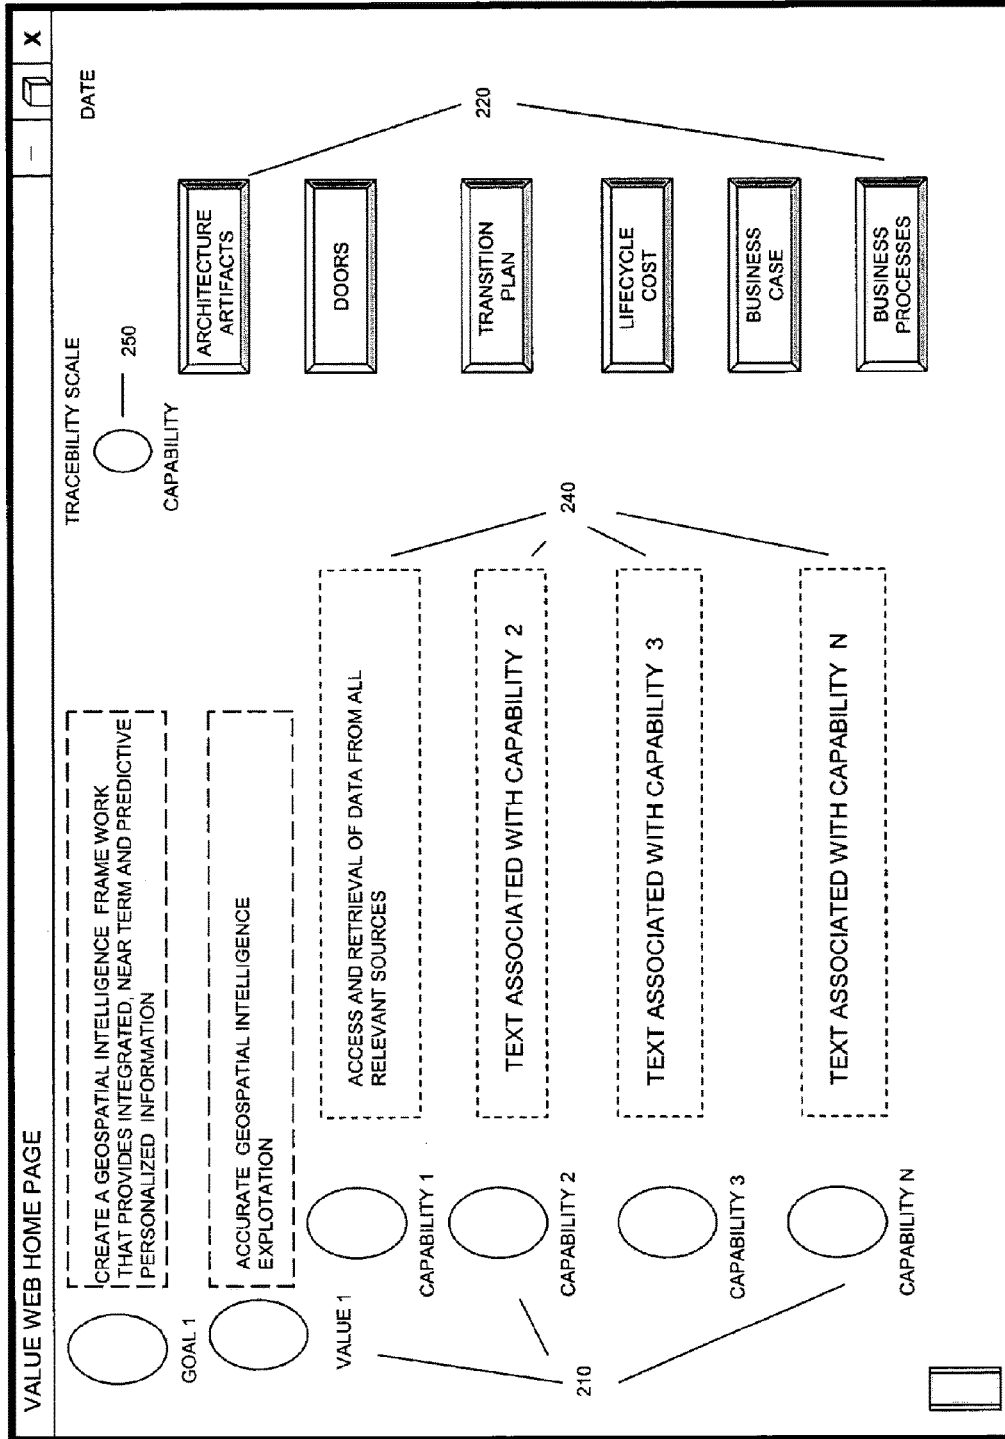 VALUE WEB HOME PAGE
– X
TRACEBILITY SCALE
DATE
250
CAPABILITY
GOAL 1
CREATE A GEOSPATIAL INTELLIGENCE FRAME WORK
THAT PROVIDES INTEGRATED, NEAR TERM AND PREDICTIVE
PERSONALIZED INFORMATION
VALUE 1
ACCURATE GEOSPATIAL INTELLIGENCE
EXPLOTATION
CAPABILITY 1
ACCESS AND RETRIEVAL OF DATA FROM ALL
RELEVANT SOURCES
CAPABILITY 2
TEXT ASSOCIATED WITH CAPABILITY 2
CAPABILITY 3
TEXT ASSOCIATED WITH CAPABILITY 3
CAPABILITY N
TEXT ASSOCIATED WITH CAPABILITY N
210
240
ARCHITECTURE
ARTIFACTS
DOORS
TRANSITION
PLAN
LIFECYCLE
COST
BUSINESS
CASE
BUSINESS
PROCESSES
220